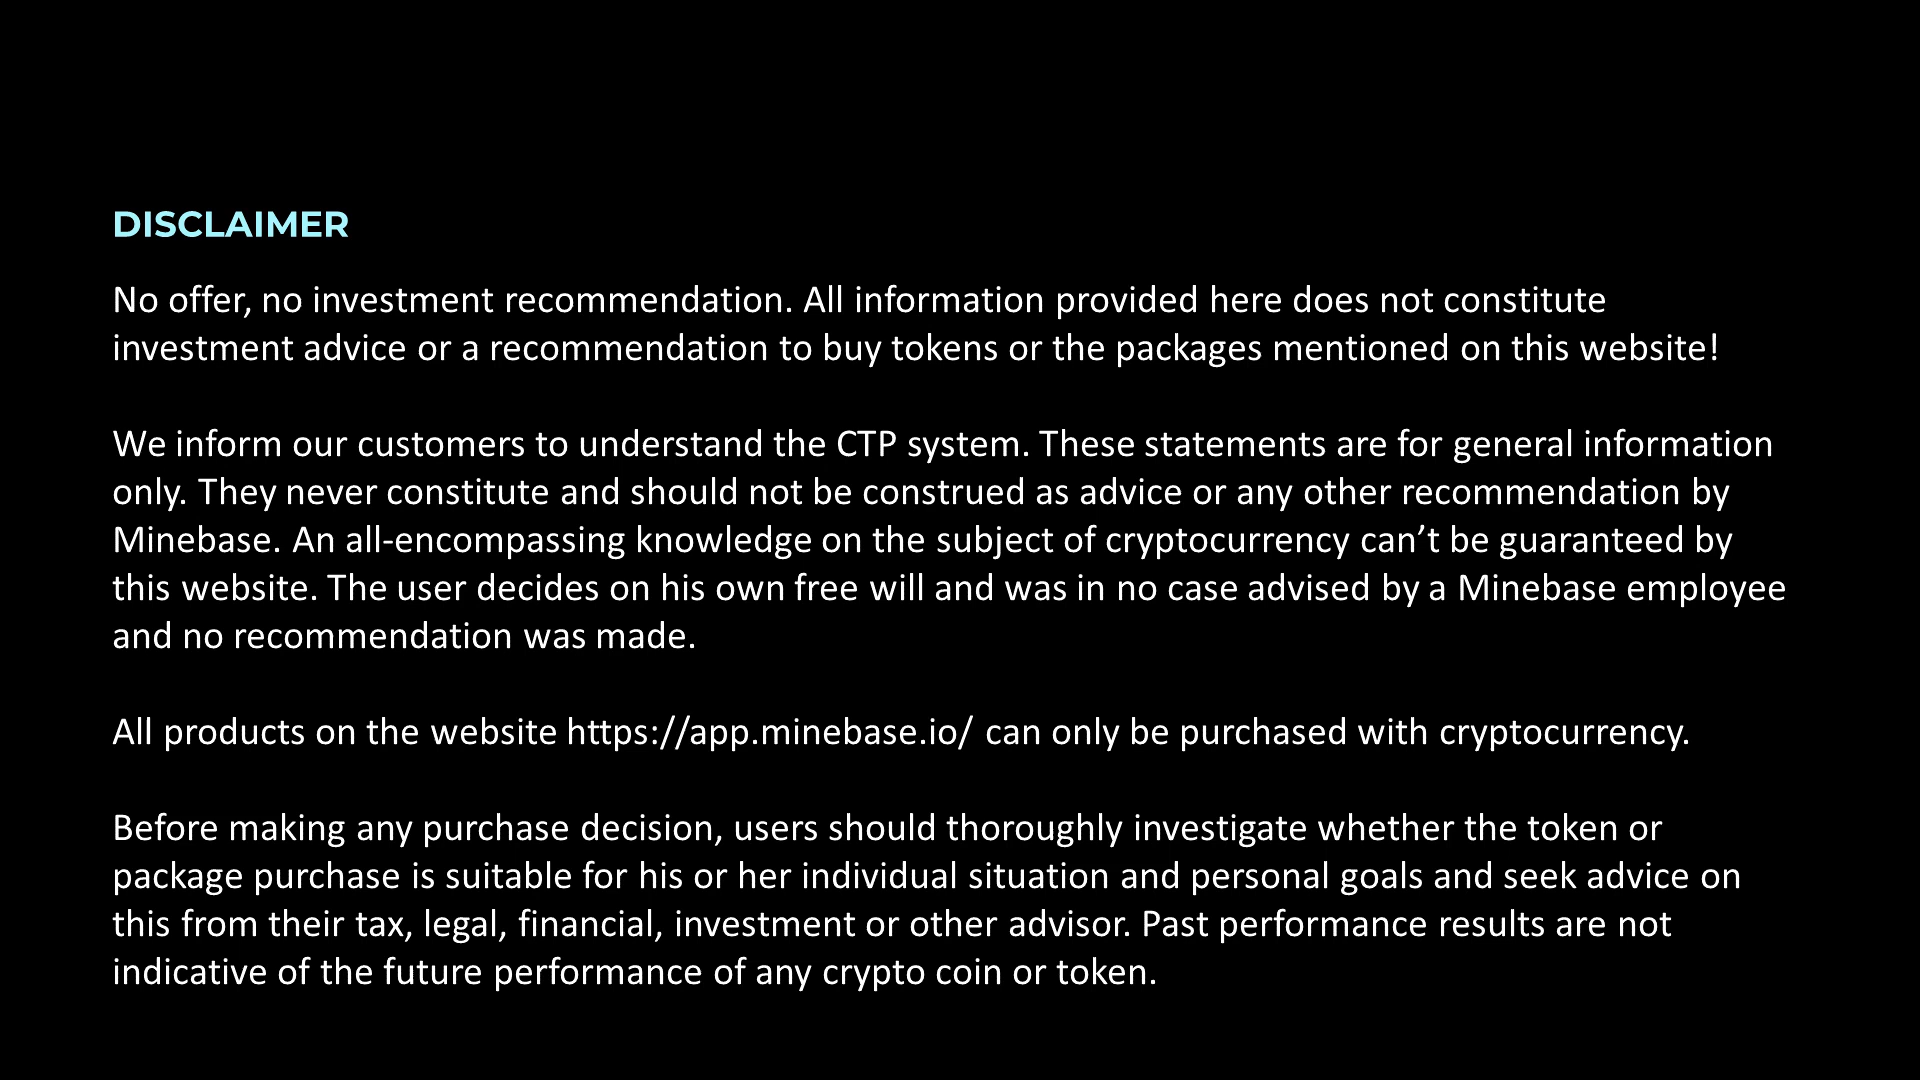 DISCLAIMER
No offer, no investment recommendation. All information provided here does not constitute
investment advice or a recommendation to buy tokens or the packages mentioned on this website!
We inform our customers to understand the CTP system. These statements are for general information
only. They never constitute and should not be construed as advice or any other recommendation by
Minebase. An all-encompassing knowledge on the subject of cryptocurrency can’t be guaranteed by
this website. The user decides on his own free will and was in no case advised by a Minebase employee
and no recommendation was made.
All products on the website https://app.minebase.io/ can only be purchased with cryptocurrency.
Before making any purchase decision, users should thoroughly investigate whether the token or
package purchase is suitable for his or her individual situation and personal goals and seek advice on
this from their tax, legal, financial, investment or other advisor. Past performance results are not
indicative of the future performance of any crypto coin or token.